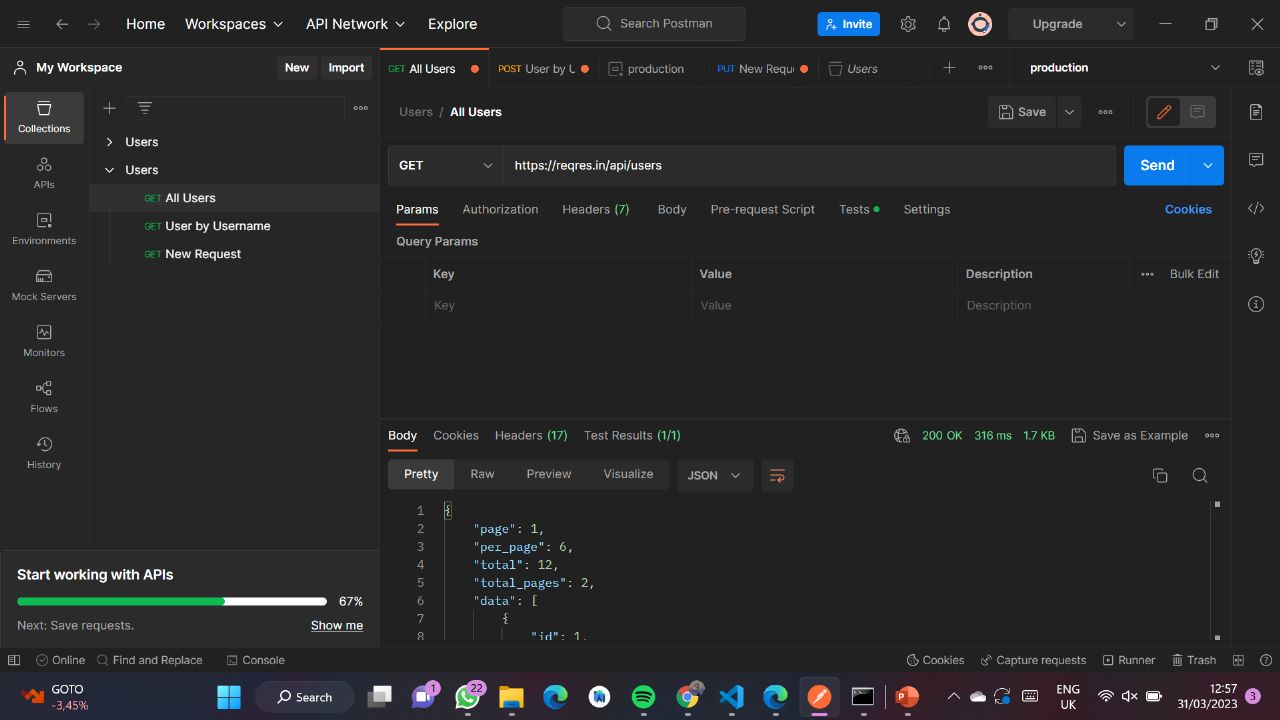 Home Workspaces API Network Explore Search Postman Invite Upgrade
My Workspace New Import GET All Users POST User by U production PUT New Requ Users production
Collections
APIs
Environments
Mock Servers
Monitors
Flows
History
Users
Users
GET All Users
GET User by Username
GET New Request
Users / All Users Save
GET https://reqres.in/api/users Send
Params Authorization Headers (7) Body Pre-request Script Tests Settings Cookies
Query Params
Key Value Description Bulk Edit
Key Value Description
Body Cookies Headers (17) Test Results (1/1) 200 OK 316 ms 1.7 KB Save as Example
Pretty Raw Preview Visualize JSON
1 {
2 "page": 1,
3 "per_page": 6,
4 "total": 12,
5 "total_pages": 2,
6 "data": [
7 {
8 "id": 1,
Start working with APIs
67%
Next: Save requests. Show me
Online Find and Replace Console Cookies Capture requests Runner Trash
GOTO
-3,45%
Search
1
22
ENG
UK
12:57
31/03/2023
3